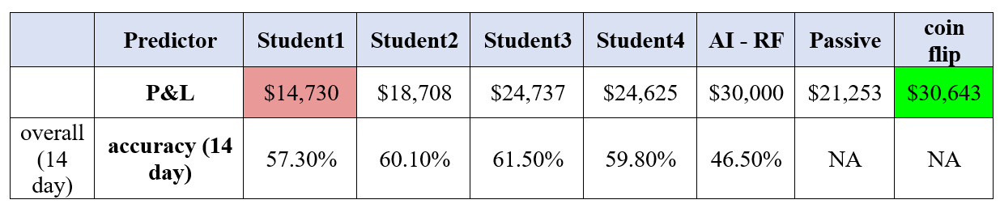 Predictor Student1 Student2 Student3 Student4 AI - RF Passive coin flip
P&L $14,730 $18,708 $24,737 $24,625 $30,000 $21,253 $30,643
overall (14 day) accuracy (14 day) 57.30% 60.10% 61.50% 59.80% 46.50% NA NA